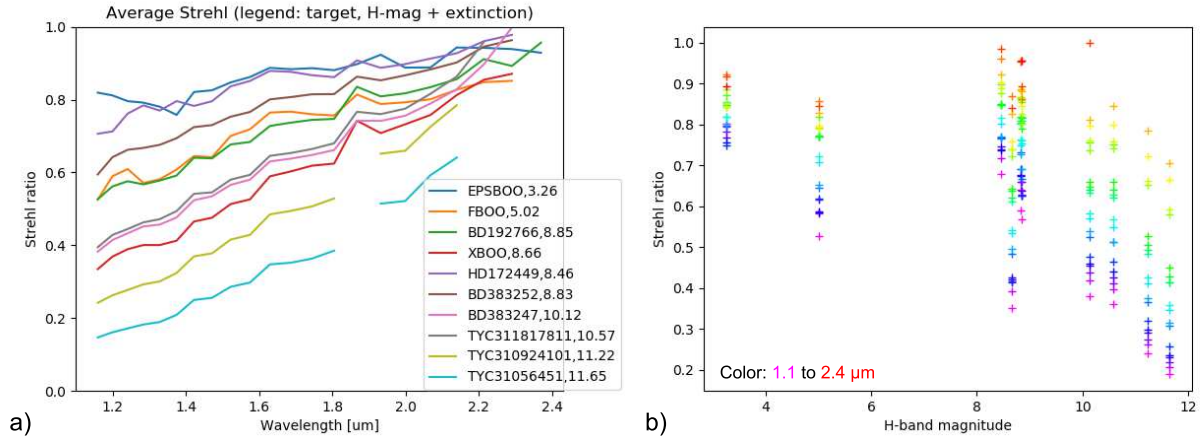 Average Strehl (legend: target, H-mag + extinction)
1.0
0.8
0.6
0.4
0.2
0.0
Strehl ratio
EPSBOO,3.26
FBOO,5.02
BD192766,8.85
XBOO,8.66
HD172449,8.46
BD383252,8.83
BD383247,10.12
TYC311817811,10.57
TYC310924101,11.22
TYC31056451,11.65
1.2 1.4 1.6 1.8 2.0 2.2 2.4
Wavelength [um]
a)
1.0
0.9
0.8
0.7
0.6
0.5
0.4
0.3
0.2
Strehl ratio
Color: 1.1 to 2.4 µm
4 6 8 10 12
H-band magnitude
b)